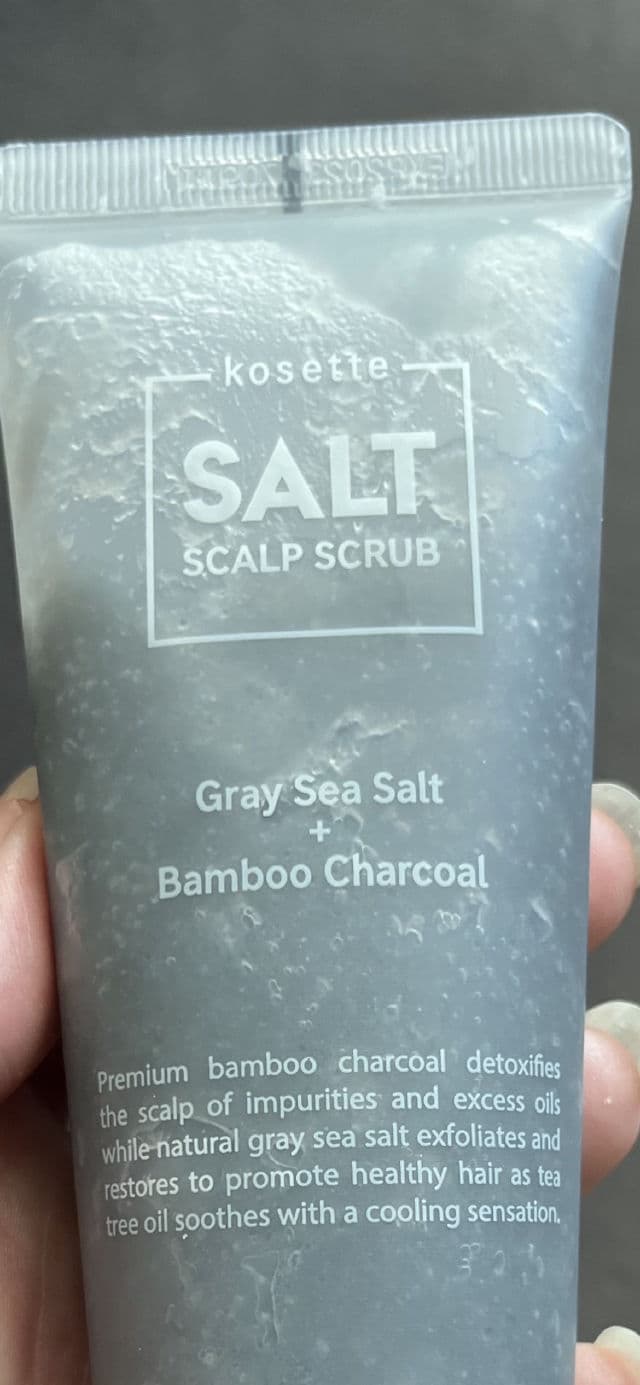 kosette
SALT
SCALP SCRUB
Gray Sea Salt
+
Bamboo Charcoal
Premium bamboo charcoal detoxifies
the scalp of impurities and excess oils
while natural gray sea salt exfoliates and
restores to promote healthy hair as tea
tree oil soothes with a cooling sensation.